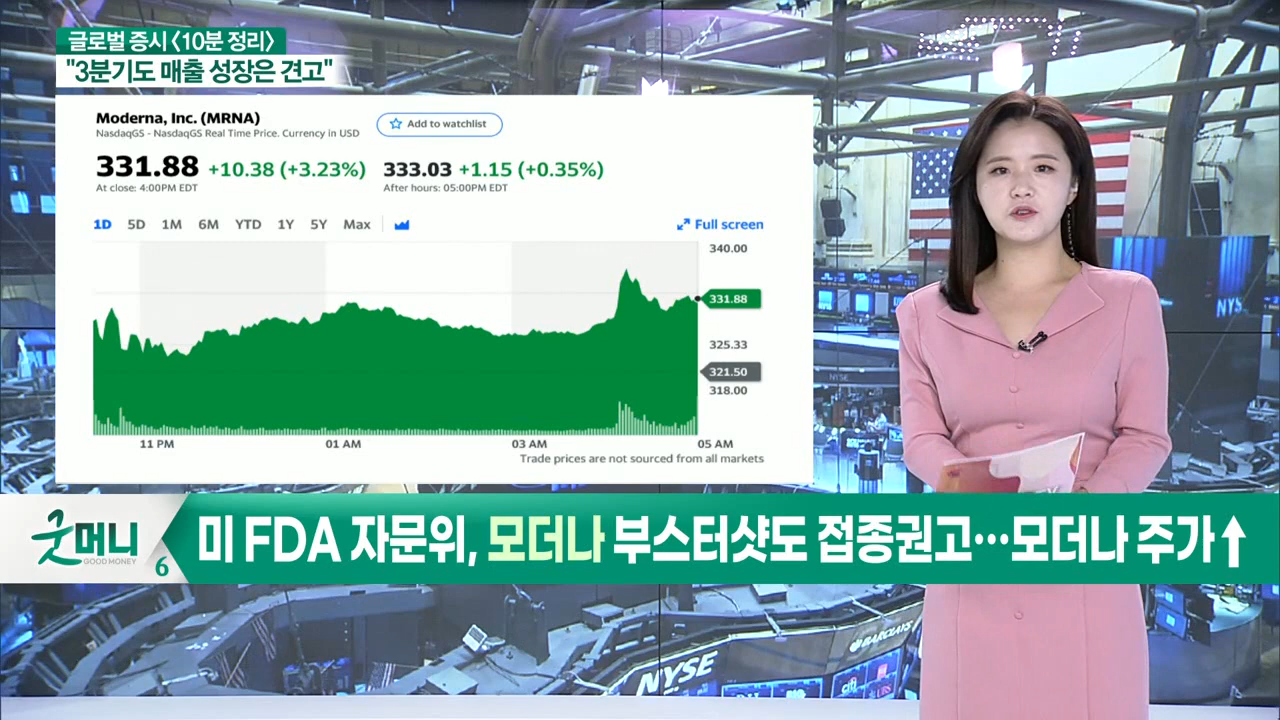 글로벌 증시 <10분 정리>
"3분기도 매출 성장은 견고"
Moderna, Inc. (MRNA)
NasdaqGS - NasdaqGS Real Time Price. Currency in USD
Add to watchlist
331.88 +10.38 (+3.23%)
At close: 4:00PM EDT
333.03 +1.15 (+0.35%)
After hours: 05:00PM EDT
1D 5D 1M 6M YTD 1Y 5Y Max
Full screen
340.00
331.88
325.33
321.50
318.00
11 PM 01 AM 03 AM 05 AM
Trade prices are not sourced from all markets
NYS
NYSE
굿머니
GOOD MONEY
6
미 FDA 자문위, 모더나 부스터샷도 접종권고…모더나 주가↑
BARCLAYS
NYSE
citi
UBS